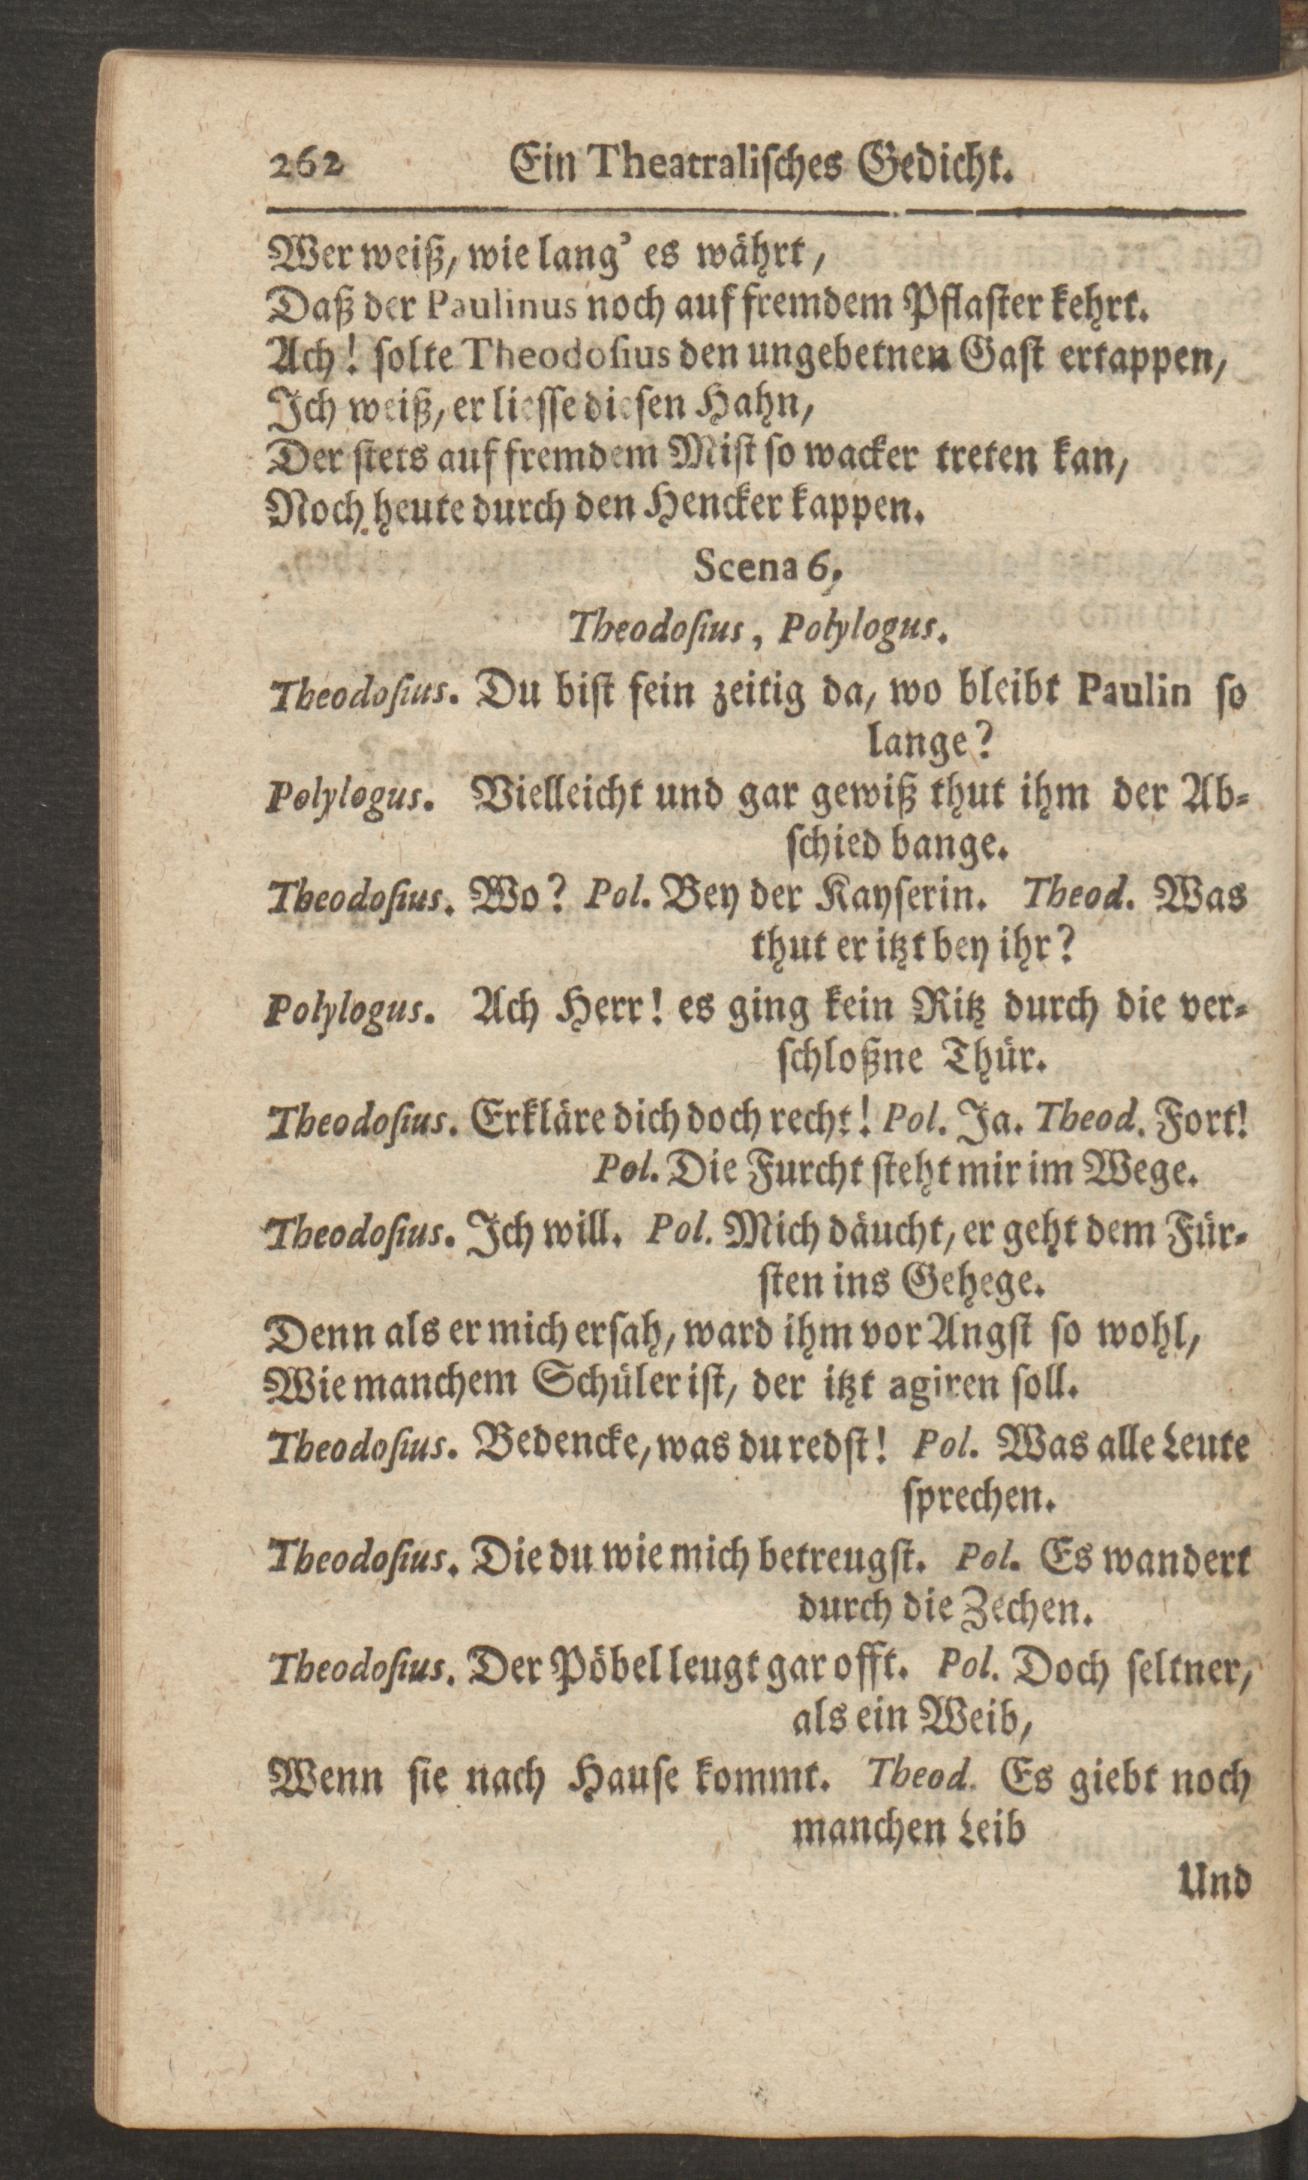 262 Ein Theatralisches Gedicht.
Wer weiß, wie lang' es währt,
Daß der Paulinus noch auf fremdem Pflaster kehrt.
Ach! solte Theodosius den ungebetnen Gast ertappen,
Ich weiß, er liesse diesen Hahn,
Der stets auf fremdem Mist so wacker treten kan,
Noch heute durch den Hencker kappen.
Scena 6.
Theodosius, Polylogus.
Theodosius. Du bist fein zeitig da, wo bleibt Paulin so
lange?
Polylogus. Vielleicht und gar gewiß thut ihm der Ab-
schied bange.
Theodosius. Wo? Pol. Bey der Kayserin. Theod. Was
thut er itzt bey ihr?
Polylogus. Ach Herr! es ging kein Ritz durch die ver-
schloßne Thür.
Theodosius. Erkläre dich doch recht! Pol. Ja. Theod. Fort!
Pol. Die Furcht steht mir im Wege.
Theodosius. Ich will. Pol. Mich däucht, er geht dem Für-
sten ins Gehege.
Denn als er mich ersah, ward ihm vor Angst so wohl,
Wie manchem Schüler ist, der itzt agiren soll.
Theodosius. Bedencke, was du redst! Pol. Was alle Leute
sprechen.
Theodosius. Die du wie mich betreugst. Pol. Es wandert
durch die Zechen.
Theodosius. Der Pöbel leugt gar offt. Pol. Doch seltner,
als ein Weib,
Wenn sie nach Hause kommt. Theod. Es giebt noch
manchen Leib
Und